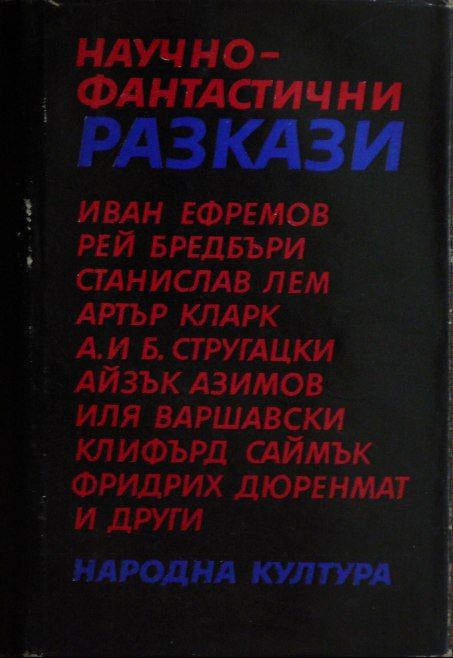 НАУЧНО–
ФАНТАСТИЧНИ
РАЗКАЗИ
ИВАН ЕФРЕМОВ
РЕЙ БРЕДБЪРИ
СТАНИСЛАВ ЛЕМ
АРТЪР КЛАРК
А. И Б. СТРУГАЦКИ
АЙЗЪК АЗИМОВ
ИЛЯ ВАРШАВСКИ
КЛИФЪРД САЙМЪК
ФРИДРИХ ДЮРЕНМАТ
И ДРУГИ
НАРОДНА КУЛТУРА